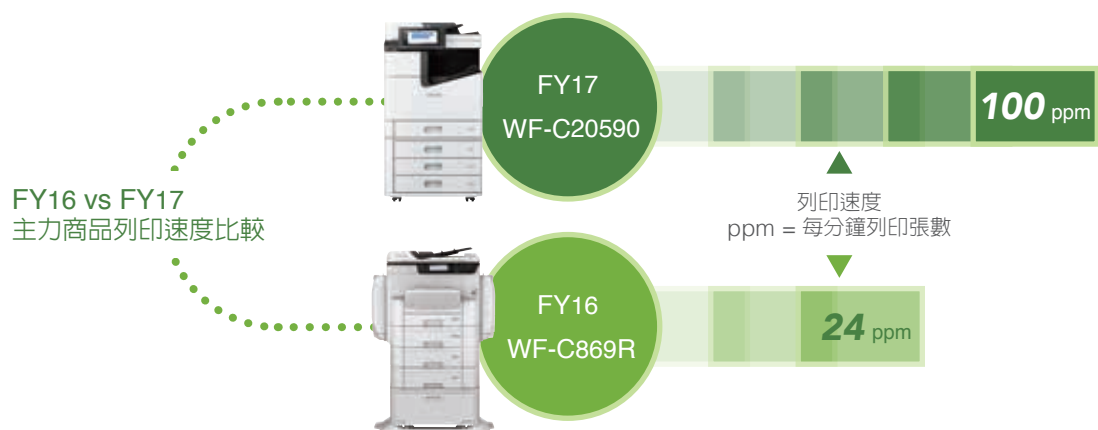 FY17
WF-C20590
100 ppm
FY16 vs FY17
主力商品列印速度比較
列印速度
ppm = 每分鐘列印張數
FY16
WF-C869R
24 ppm